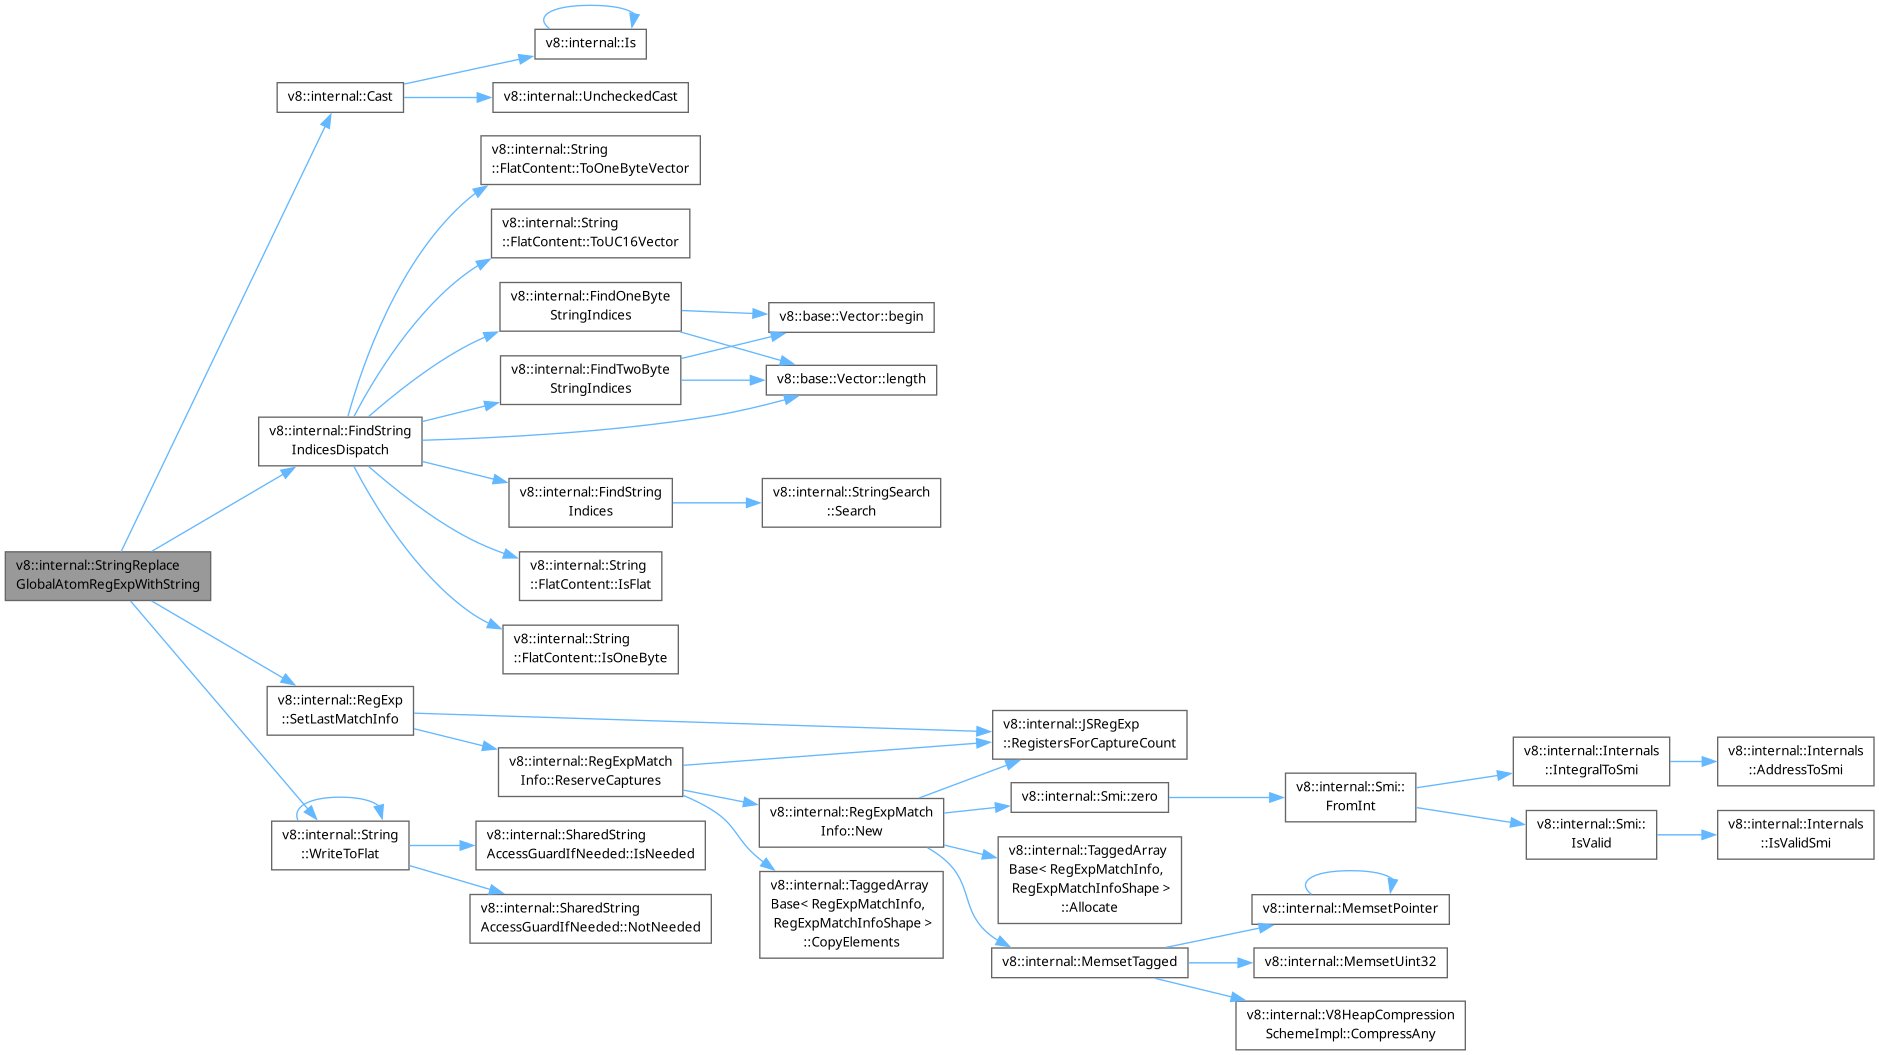 v8::internal::Is
v8::internal::Cast
v8::internal::UncheckedCast
v8::internal::String
::FlatContent::ToOneByteVector
v8::internal::String
::FlatContent::ToUC16Vector
v8::internal::FindOneByte
StringIndices
v8::base::Vector::begin
v8::internal::FindTwoByte
StringIndices
v8::base::Vector::length
v8::internal::FindString
IndicesDispatch
v8::internal::FindString
Indices
v8::internal::StringSearch
::Search
v8::internal::String
::FlatContent::IsFlat
v8::internal::StringReplace
GlobalAtomRegExpWithString
v8::internal::String
::FlatContent::IsOneByte
v8::internal::RegExp
::SetLastMatchInfo
v8::internal::JSRegExp
::RegistersForCaptureCount
v8::internal::RegExpMatch
Info::ReserveCaptures
v8::internal::Internals
::IntegralToSmi
v8::internal::Internals
::AddressToSmi
v8::internal::Smi::zero
v8::internal::Smi::
FromInt
v8::internal::RegExpMatch
Info::New
v8::internal::Smi::
IsValid
v8::internal::Internals
::IsValidSmi
v8::internal::String
::WriteToFlat
v8::internal::SharedString
AccessGuardIfNeeded::IsNeeded
v8::internal::TaggedArray
Base< RegExpMatchInfo,
RegExpMatchInfoShape >
::Allocate
v8::internal::SharedString
AccessGuardIfNeeded::NotNeeded
v8::internal::TaggedArray
Base< RegExpMatchInfo,
RegExpMatchInfoShape >
::CopyElements
v8::internal::MemsetPointer
v8::internal::MemsetTagged
v8::internal::MemsetUint32
v8::internal::V8HeapCompression
SchemeImpl::CompressAny